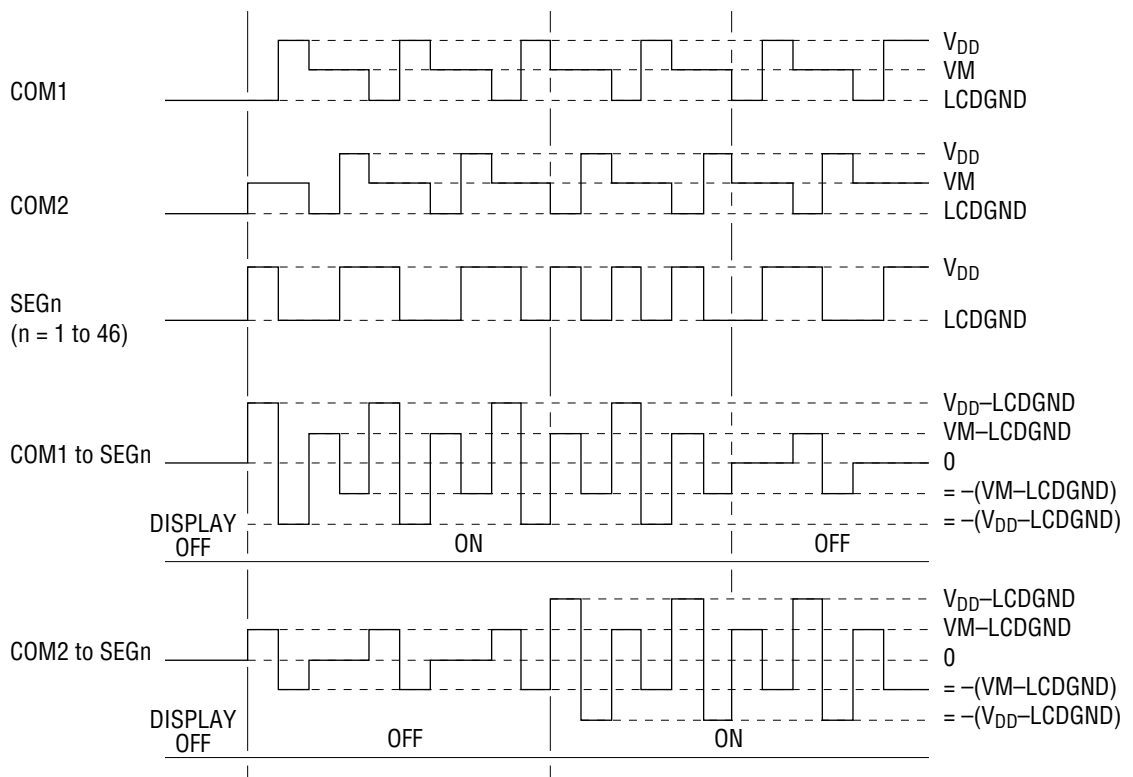 COM1
V_DD
VM
LCDGND
COM2
V_DD
VM
LCDGND
SEGn
(n = 1 to 46)
V_DD
LCDGND
COM1 to SEGn
V_DD–LCDGND
VM–LCDGND
0
= –(VM–LCDGND)
= –(V_DD–LCDGND)
DISPLAY
OFF
ON
OFF
COM2 to SEGn
V_DD–LCDGND
VM–LCDGND
0
= –(VM–LCDGND)
= –(V_DD–LCDGND)
DISPLAY
OFF
OFF
ON